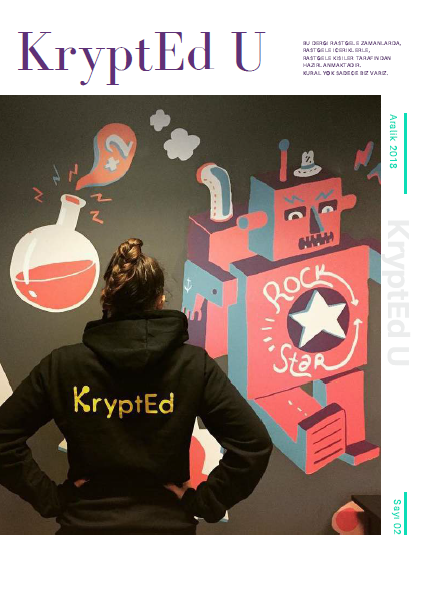 KryptEd U
BU DERGİ RASTGELE ZAMANLARDA,
RASTGELE İÇERİKLERLE,
RASTGELE KİŞİLER TARAFINDAN
HAZIRLANMAKTADIR.
KURAL YOK SADECE BİZ VARIZ.
Aralık 2018
KryptEd U
2
ROCK
STaR
KryptEd
Sayı 02